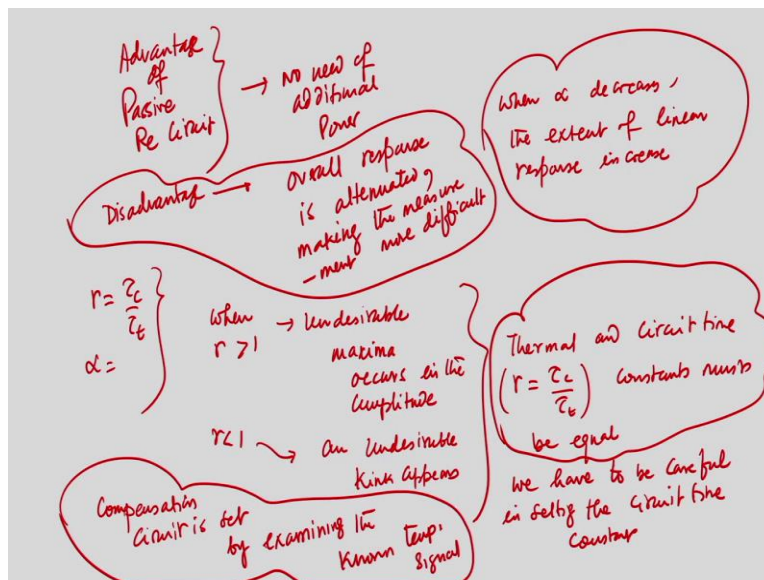 Advantage
of
Passive
Rc Circuit
→ No need of
additional
Power
when α decreases,
the extent of linear
response increase
Disadvantage → overall response
is attenuated,
making the measure
-ment more difficult
r = τc/τt
α =
when → Undesirable
r > 1 maxima
occurs in the
amplitude
r < 1 → an undesirable
kink appears
Thermal and circuit time
(r = τc/τt) constants must
be equal
we have to be careful
in setting the circuit time
constant
Compensation
circuit is set
by examining the
known temp.
signal